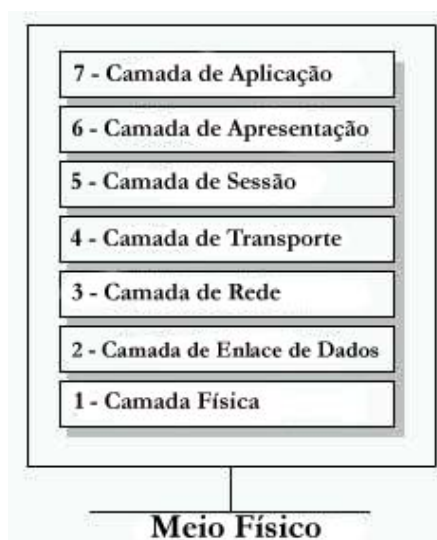 7 - Camada de Aplicação
6 - Camada de Apresentação
5 - Camada de Sessão
4 - Camada de Transporte
3 - Camada de Rede
2 - Camada de Enlace de Dados
1 - Camada Física
Meio Físico